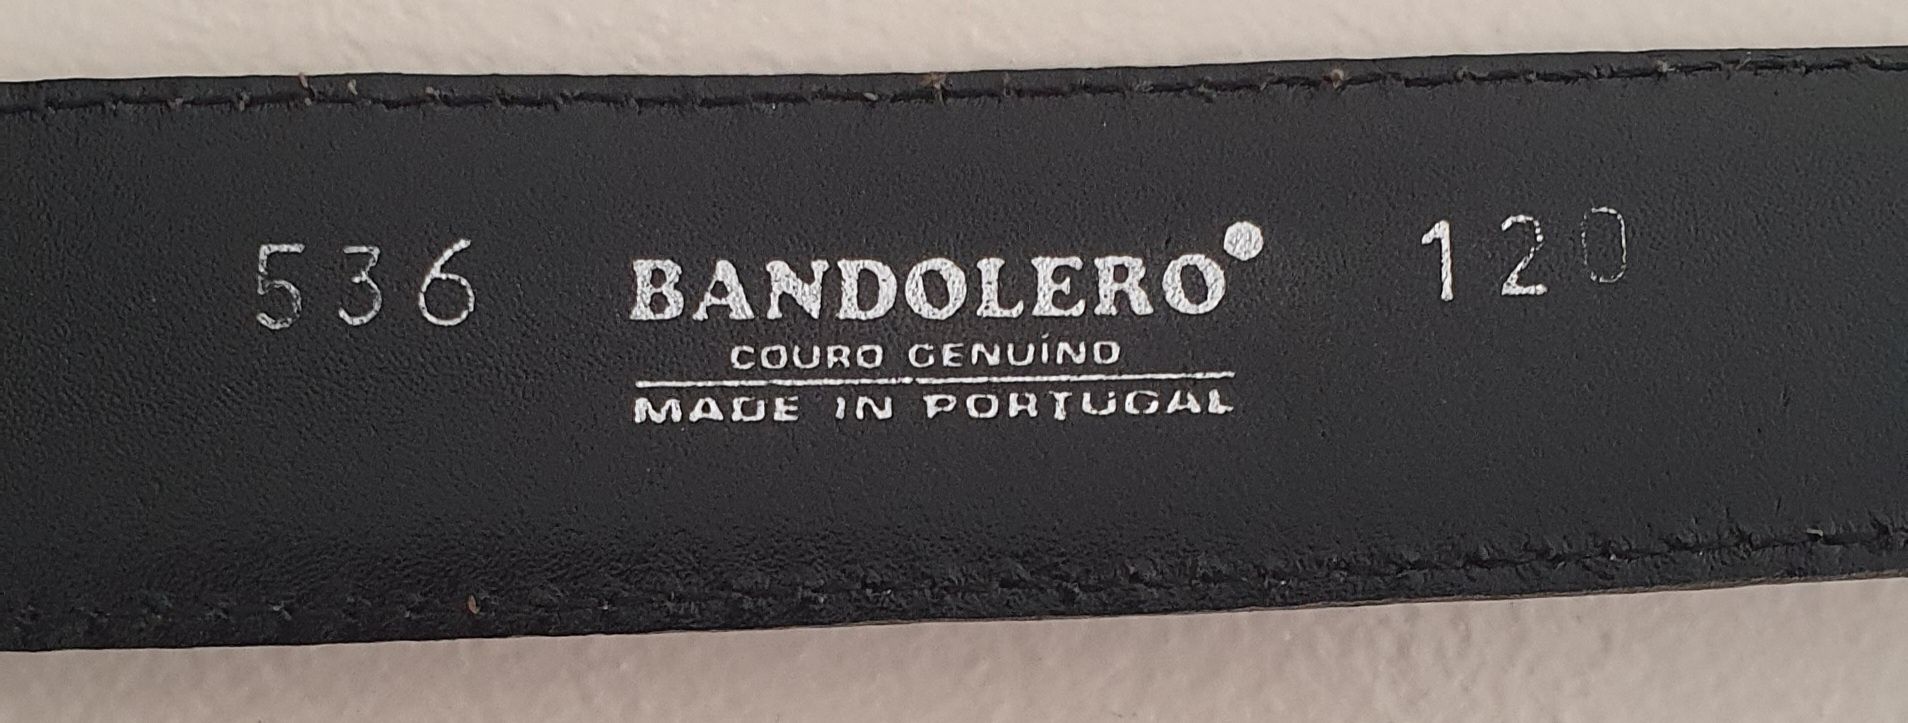 536 BANDOLERO 120
COURO GENUÍNO
MADE IN PORTUGAL